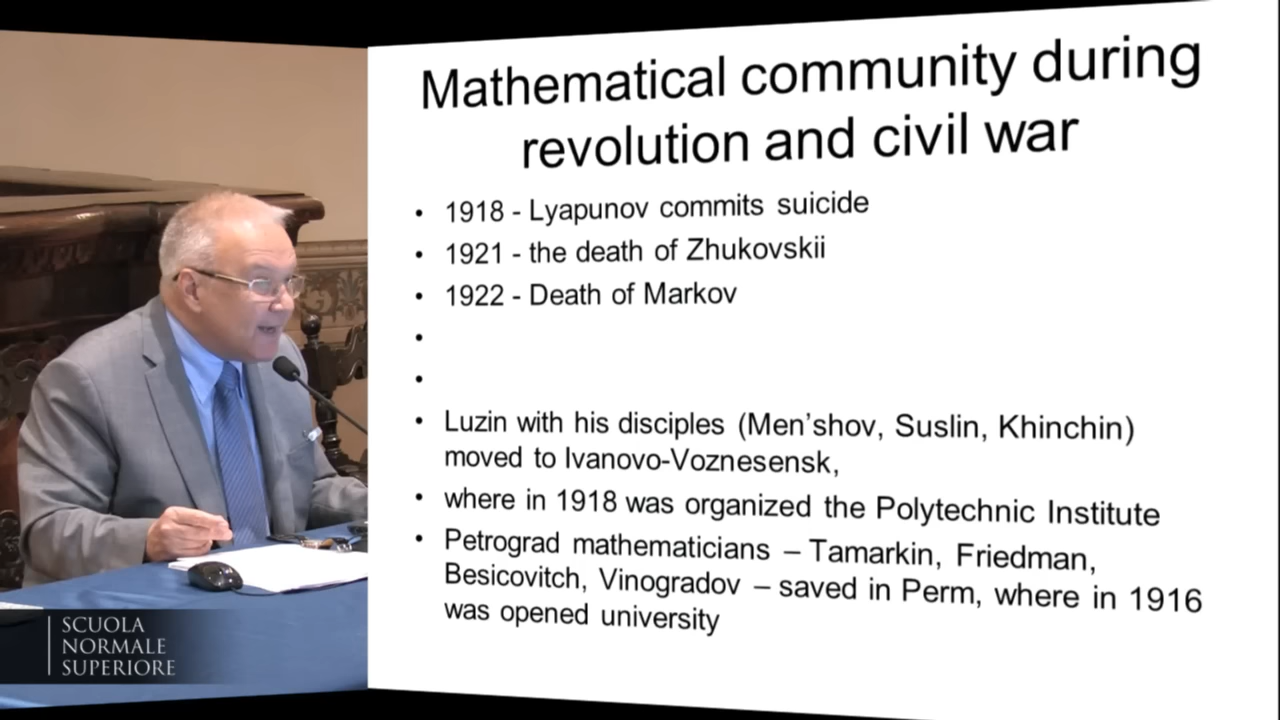 Mathematical community during
revolution and civil war
• 1918 - Lyapunov commits suicide
• 1921 - the death of Zhukovskii
• 1922 - Death of Markov
•
•
• Luzin with his disciples (Men’shov, Suslin, Khinchin)
moved to Ivanovo-Voznesensk,
• where in 1918 was organized the Polytechnic Institute
• Petrograd mathematicians – Tamarkin, Friedman,
Besicovitch, Vinogradov – saved in Perm, where in 1916
was opened university
SCUOLA
NORMALE
SUPERIORE